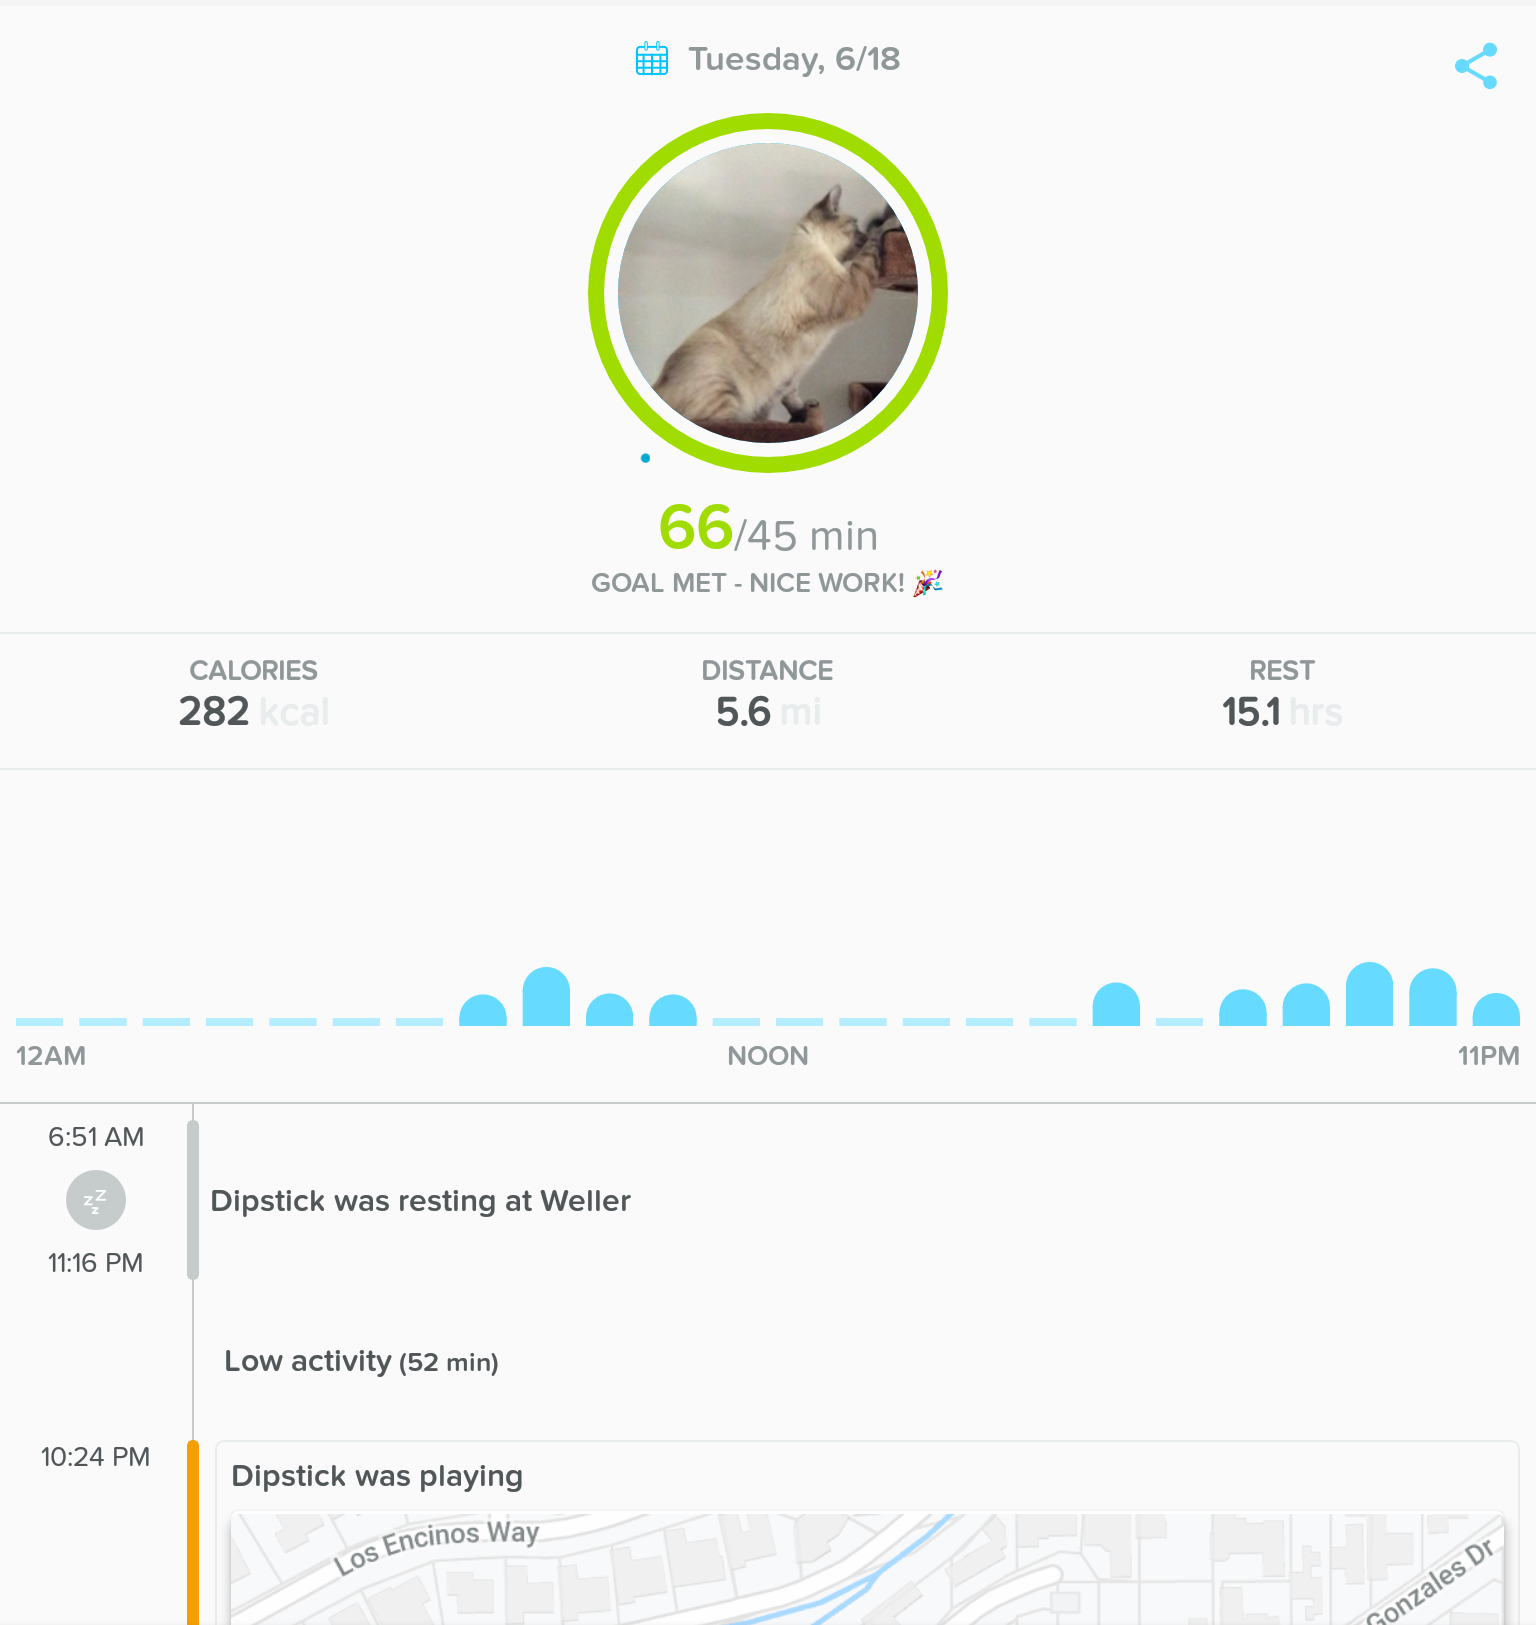 Tuesday, 6/18
66/45 min
GOAL MET - NICE WORK! 🎉
CALORIES
282 kcal
DISTANCE
5.6 mi
REST
15.1 hrs
12AM
NOON
11PM
6:51 AM
zzz
Dipstick was resting at Weller
11:16 PM
Low activity (52 min)
10:24 PM
Dipstick was playing
Los Encinos Way
Gonzales Dr